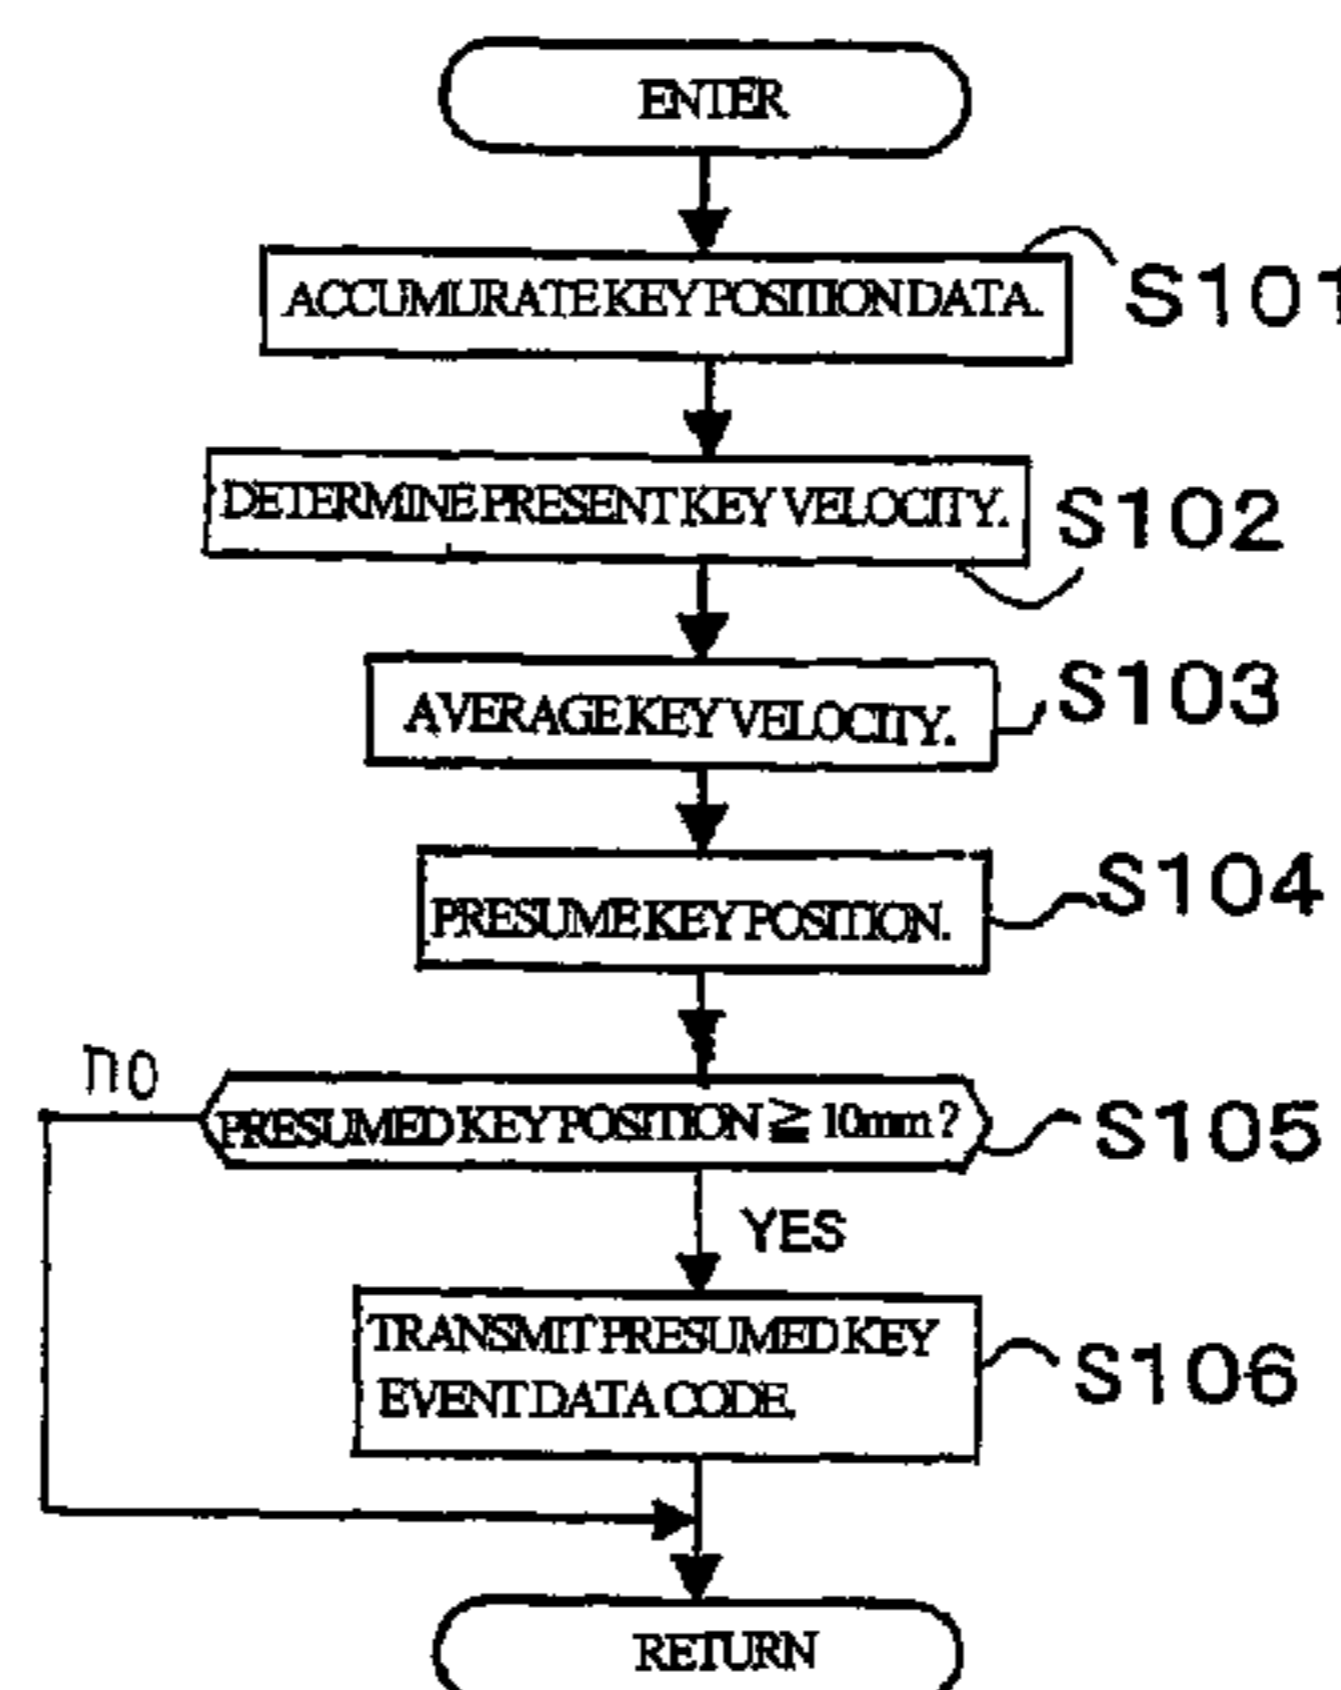 ENTER
ACCUMURATE KEY POSITION DATA.
S101
DETERMINE PRESENT KEY VELOCITY.
S102
AVERAGE KEY VELOCITY.
S103
PRESUME KEY POSITION.
S104
no
PRESUMED KEY POSITION ≧ 10mm?
S105
YES
TRANSMIT PRESUMED KEY
EVENT DATA CODE.
S106
RETURN